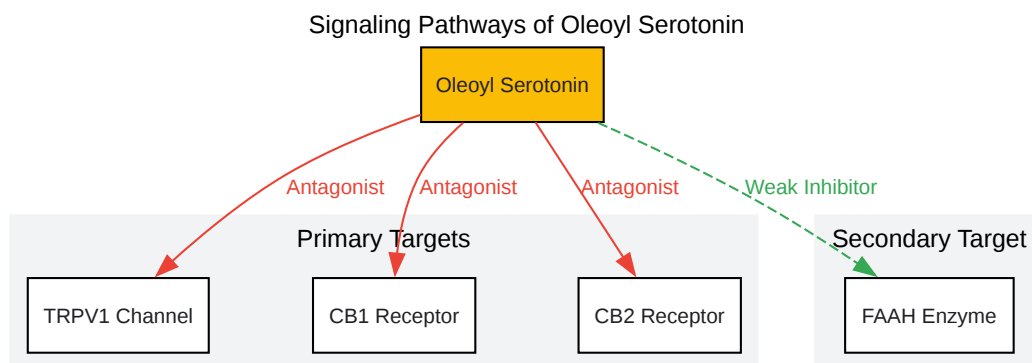 Signaling Pathways of Oleoyl Serotonin
Oleoyl Serotonin
Antagonist
Antagonist
Antagonist
Weak Inhibitor
Primary Targets
Secondary Target
TRPV1 Channel
CB1 Receptor
CB2 Receptor
FAAH Enzyme